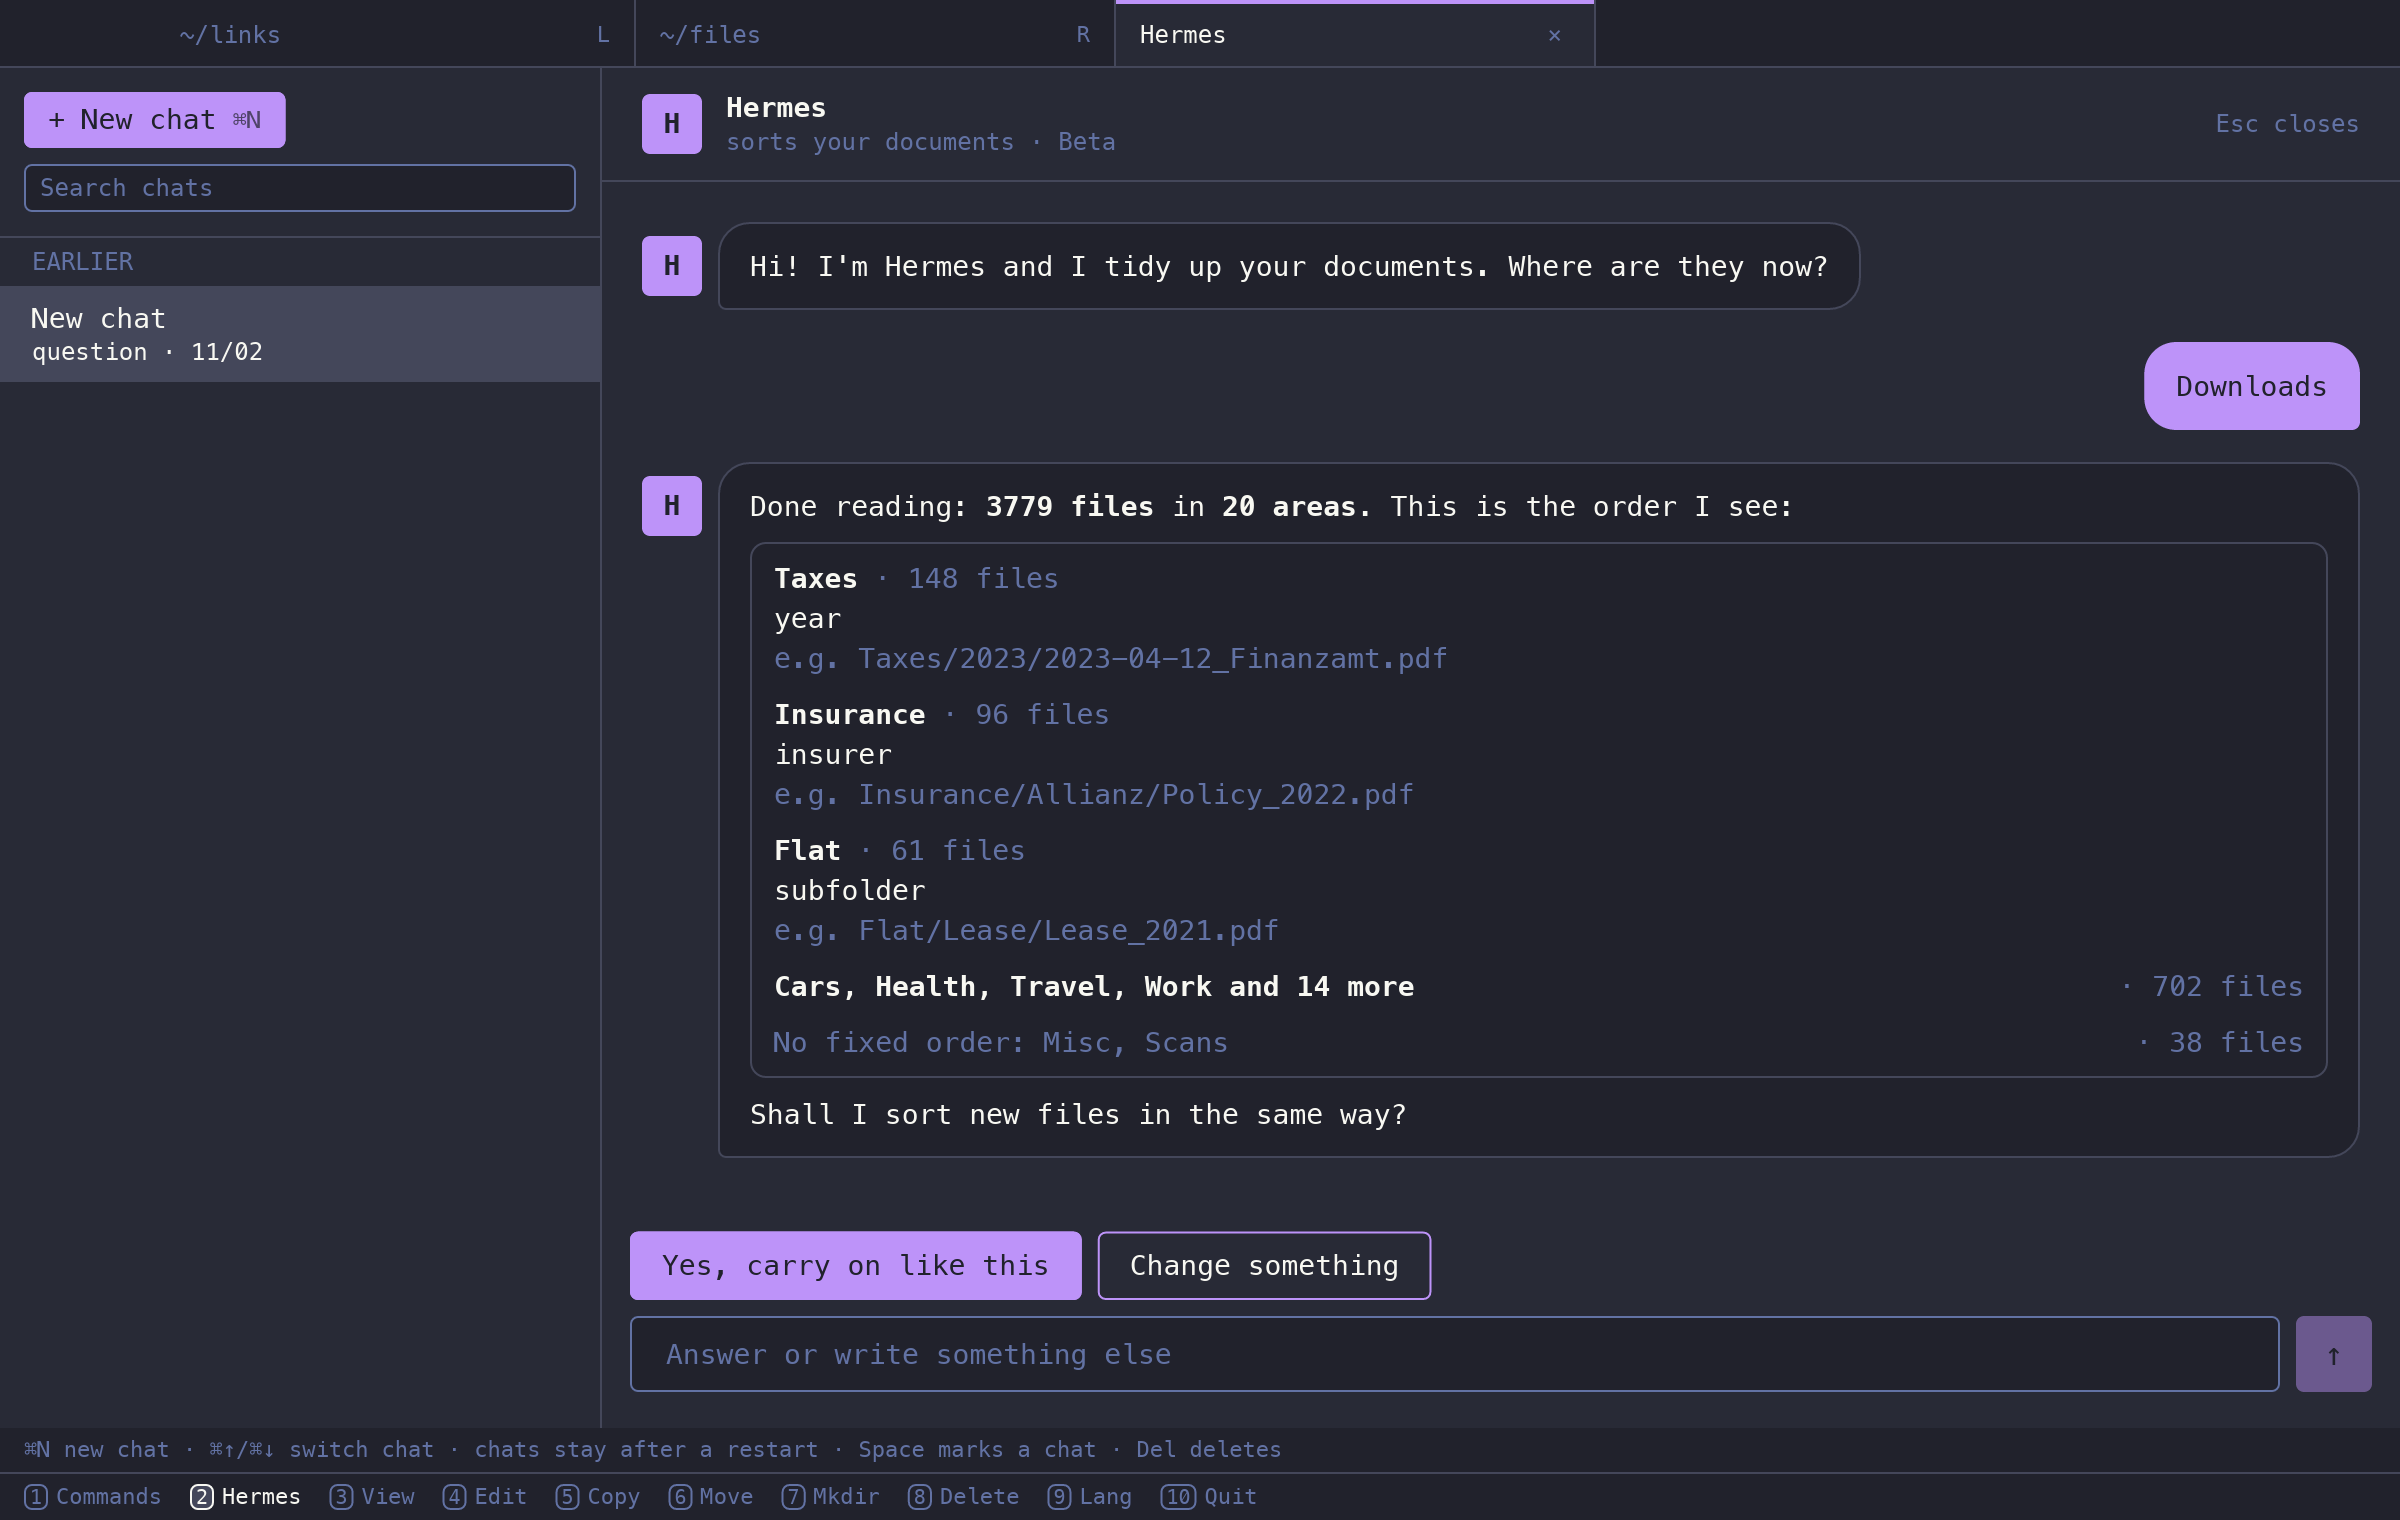 ~/links L ~/files R Hermes ×
+ New chat ⌘N
Search chats
EARLIER
New chat
question · 11/02
H Hermes
sorts your documents · Beta
Esc closes
H Hi! I'm Hermes and I tidy up your documents. Where are they now?
Downloads
H Done reading: 3779 files in 20 areas. This is the order I see:
Taxes · 148 files
year
e.g. Taxes/2023/2023–04–12_Finanzamt.pdf
Insurance · 96 files
insurer
e.g. Insurance/Allianz/Policy_2022.pdf
Flat · 61 files
subfolder
e.g. Flat/Lease/Lease_2021.pdf
Cars, Health, Travel, Work and 14 more · 702 files
No fixed order: Misc, Scans · 38 files
Shall I sort new files in the same way?
Yes, carry on like this Change something
Answer or write something else ↑
⌘N new chat · ⌘↑/⌘↓ switch chat · chats stay after a restart · Space marks a chat · Del deletes
1 Commands 2 Hermes 3 View 4 Edit 5 Copy 6 Move 7 Mkdir 8 Delete 9 Lang 10 Quit